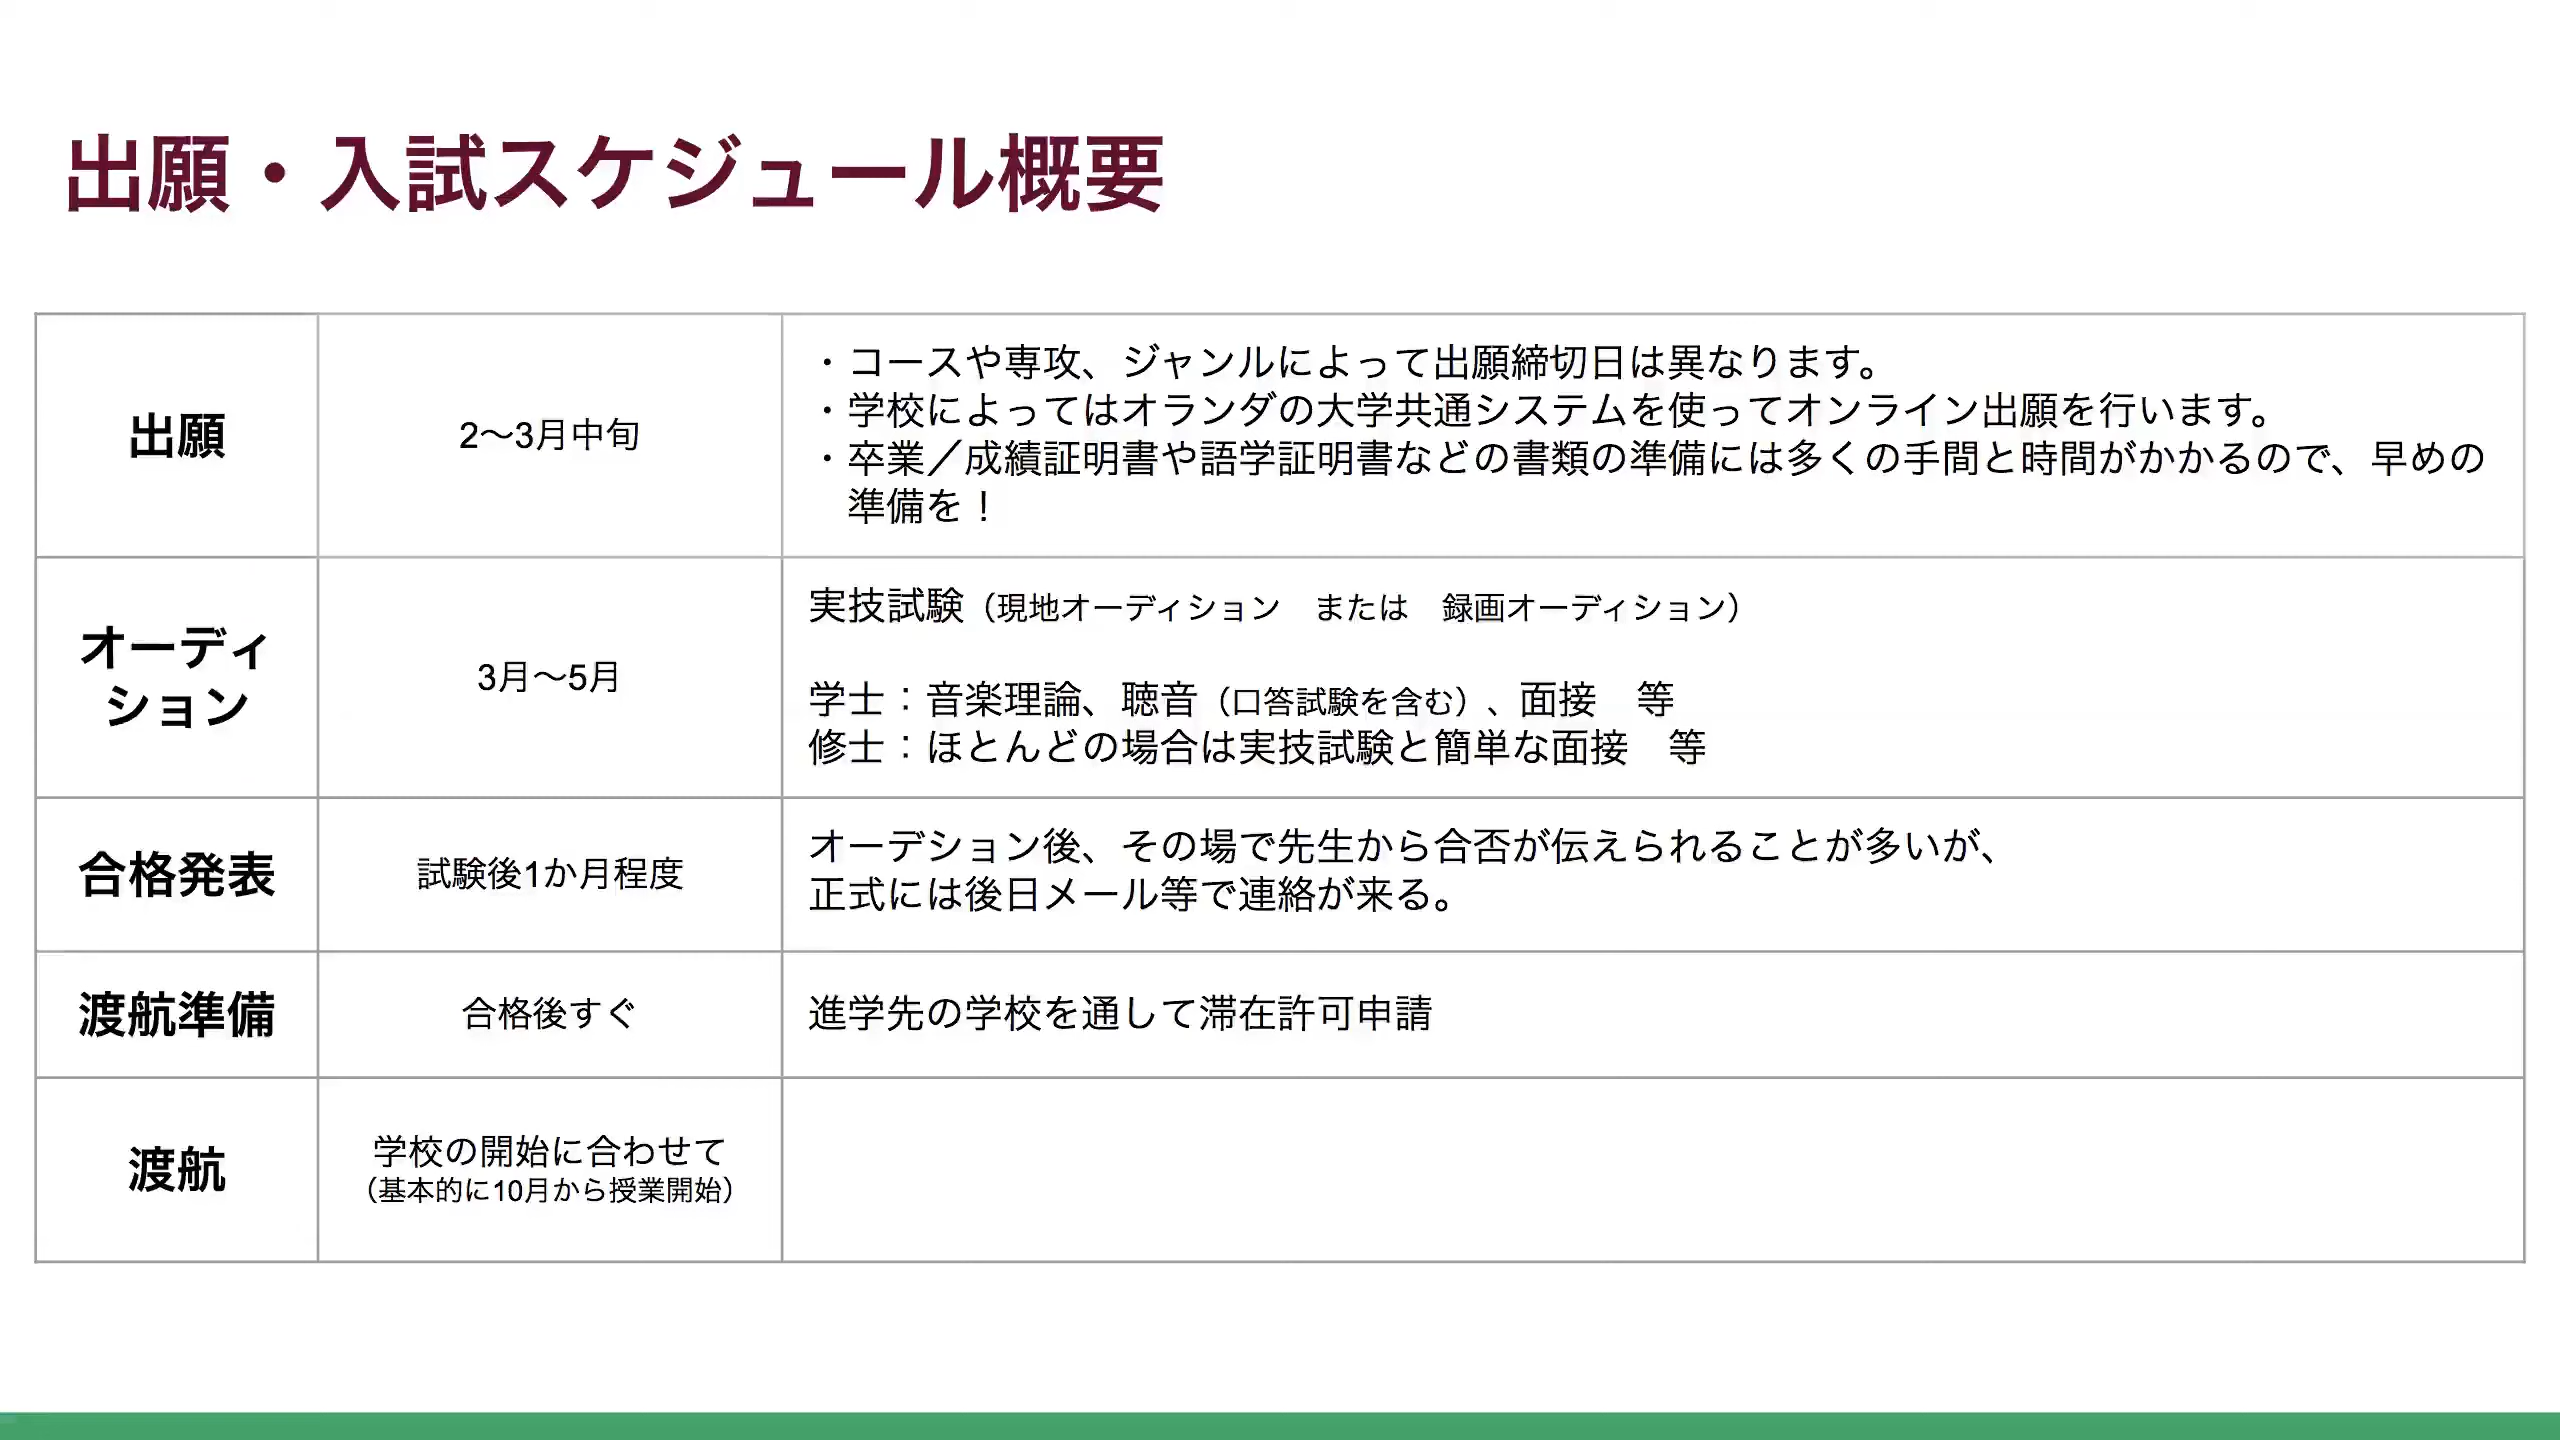 出願・入試スケジュール概要
出願
2〜3月中旬
・コースや専攻、ジャンルによって出願締切日は異なります。
・学校によってはオランダの大学共通システムを使ってオンライン出願を行います。
・卒業／成績証明書や語学証明書などの書類の準備には多くの手間と時間がかかるので、早めの
準備を！
オーディ
ション
3月〜5月
実技試験（現地オーディション　または　録画オーディション）
学士：音楽理論、聴音（口答試験を含む）、面接　等
修士：ほとんどの場合は実技試験と簡単な面接　等
合格発表
試験後1か月程度
オーデション後、その場で先生から合否が伝えられることが多いが、
正式には後日メール等で連絡が来る。
渡航準備
合格後すぐ
進学先の学校を通して滞在許可申請
渡航
学校の開始に合わせて
（基本的に10月から授業開始）